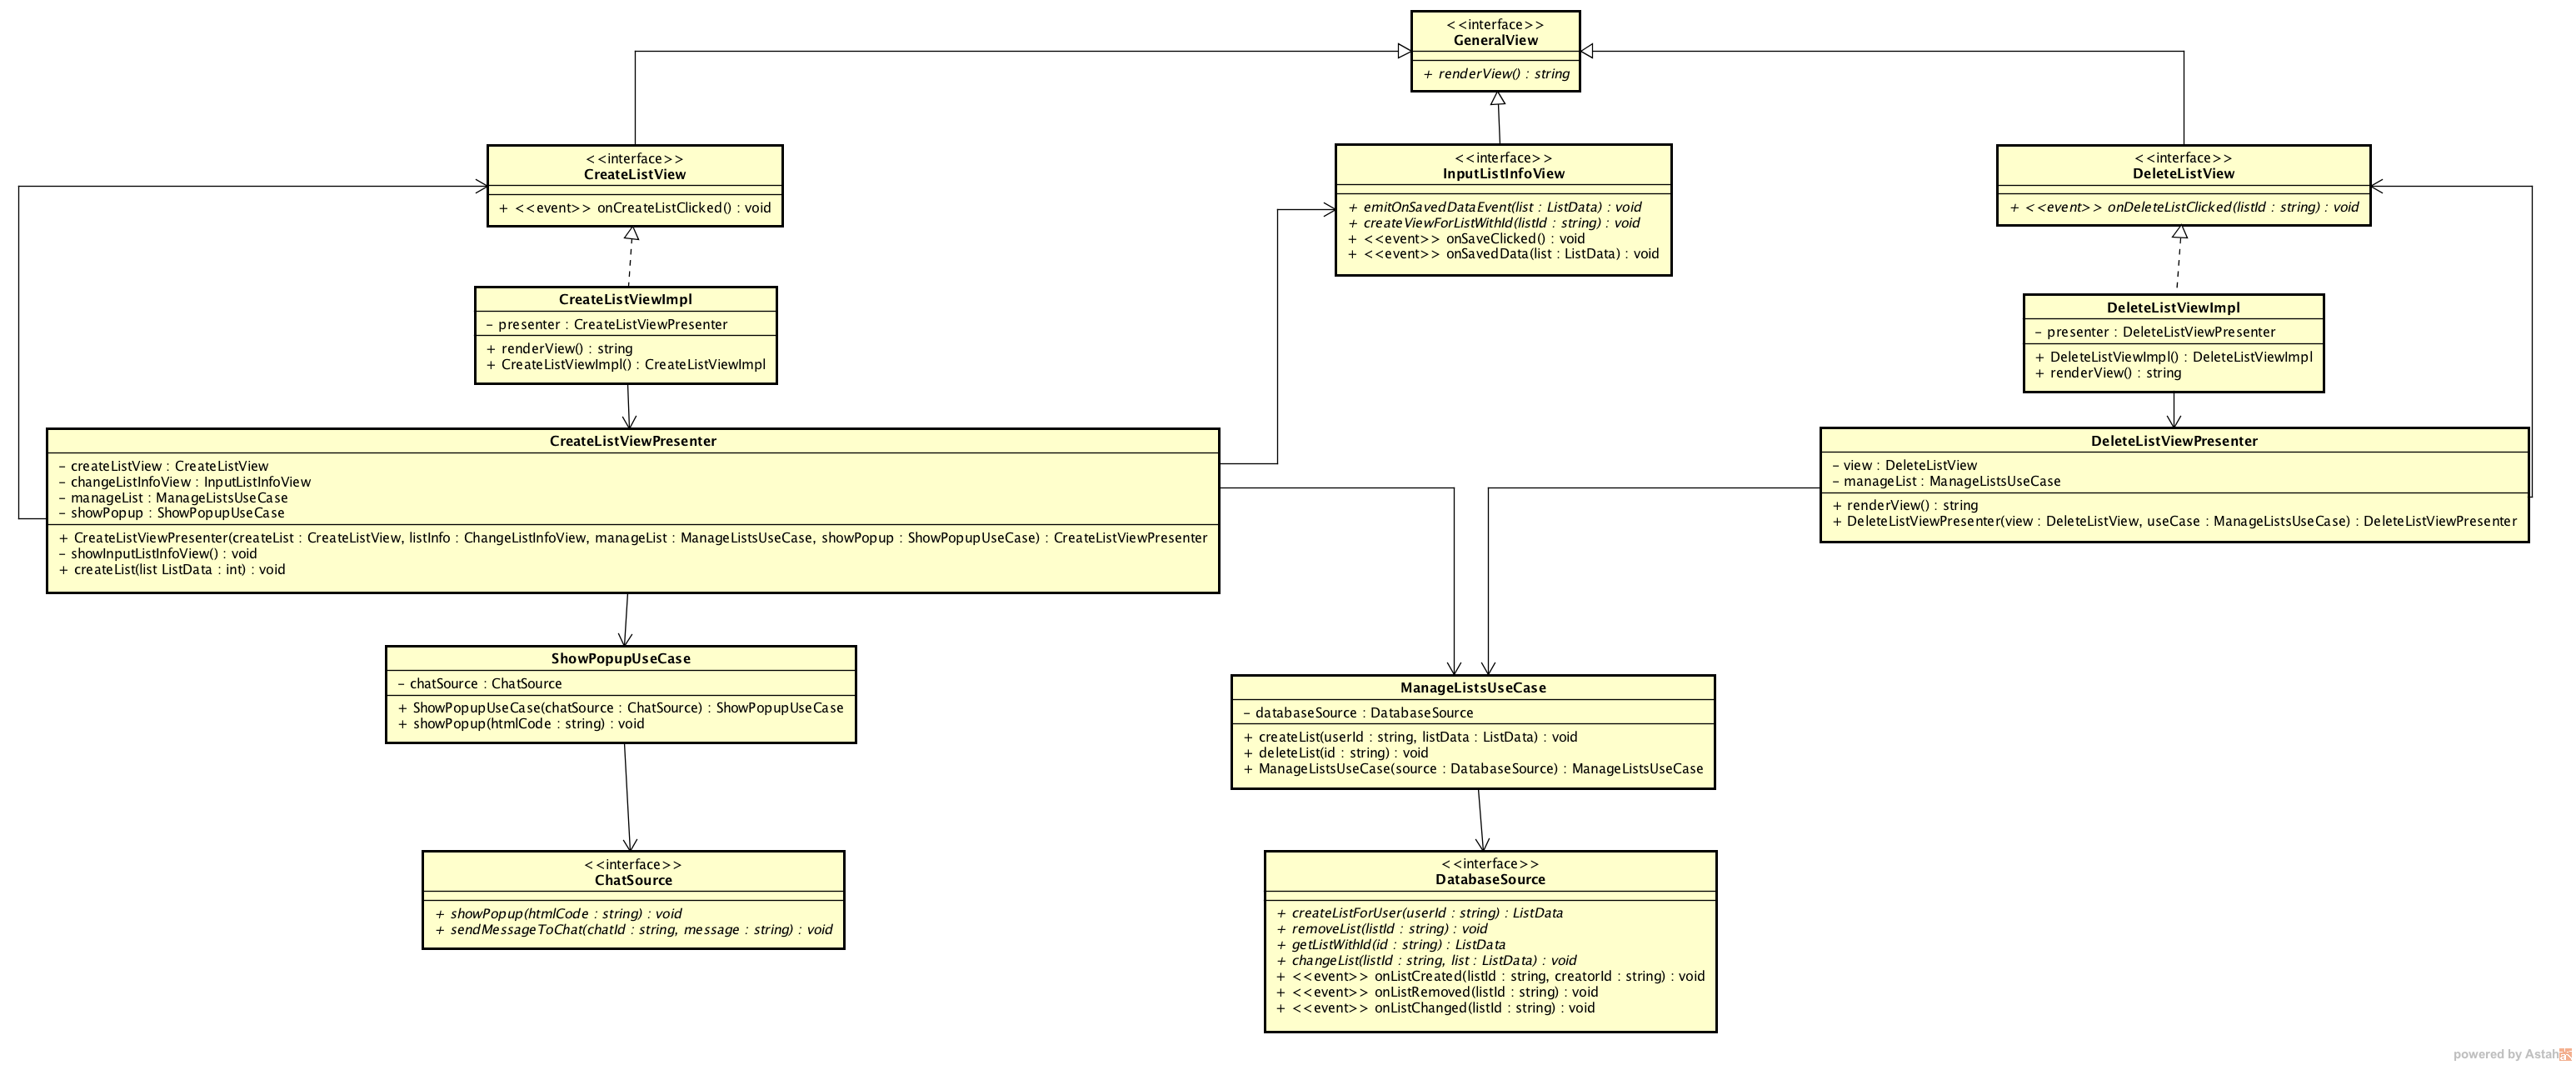 <<interface>>
GeneralView
+ renderView() : string
<<interface>>
CreateListView
+ <<event>> onCreateListClicked() : void
<<interface>>
InputListInfoView
+ emitOnSavedDataEvent(list : ListData) : void
+ createViewForListWithId(listId : string) : void
+ <<event>> onSaveClicked() : void
+ <<event>> onSavedData(list : ListData) : void
<<interface>>
DeleteListView
+ <<event>> onDeleteListClicked(listId : string) : void
CreateListViewImpl
- presenter : CreateListViewPresenter
+ renderView() : string
+ CreateListViewImpl() : CreateListViewImpl
DeleteListViewImpl
- presenter : DeleteListViewPresenter
+ DeleteListViewImpl() : DeleteListViewImpl
+ renderView() : string
CreateListViewPresenter
- createListView : CreateListView
- changeListInfoView : InputListInfoView
- manageList : ManageListsUseCase
- showPopup : ShowPopupUseCase
+ CreateListViewPresenter(createList : CreateListView, listInfo : ChangeListInfoView, manageList : ManageListsUseCase, showPopup : ShowPopupUseCase) : CreateListViewPresenter
- showInputListInfoView() : void
+ createList(list ListData : int) : void
DeleteListViewPresenter
- view : DeleteListView
- manageList : ManageListsUseCase
+ renderView() : string
+ DeleteListViewPresenter(view : DeleteListView, useCase : ManageListsUseCase) : DeleteListViewPresenter
ShowPopupUseCase
- chatSource : ChatSource
+ ShowPopupUseCase(chatSource : ChatSource) : ShowPopupUseCase
+ showPopup(htmlCode : string) : void
ManageListsUseCase
- databaseSource : DatabaseSource
+ createList(userId : string, listData : ListData) : void
+ deleteList(id : string) : void
+ ManageListsUseCase(source : DatabaseSource) : ManageListsUseCase
<<interface>>
ChatSource
+ showPopup(htmlCode : string) : void
+ sendMessageToChat(chatId : string, message : string) : void
<<interface>>
DatabaseSource
+ createListForUser(userId : string) : ListData
+ removeList(listId : string) : void
+ getListWithId(id : string) : ListData
+ changeList(listId : string, list : ListData) : void
+ <<event>> onListCreated(listId : string, creatorId : string) : void
+ <<event>> onListRemoved(listId : string) : void
+ <<event>> onListChanged(listId : string) : void
powered by Astah